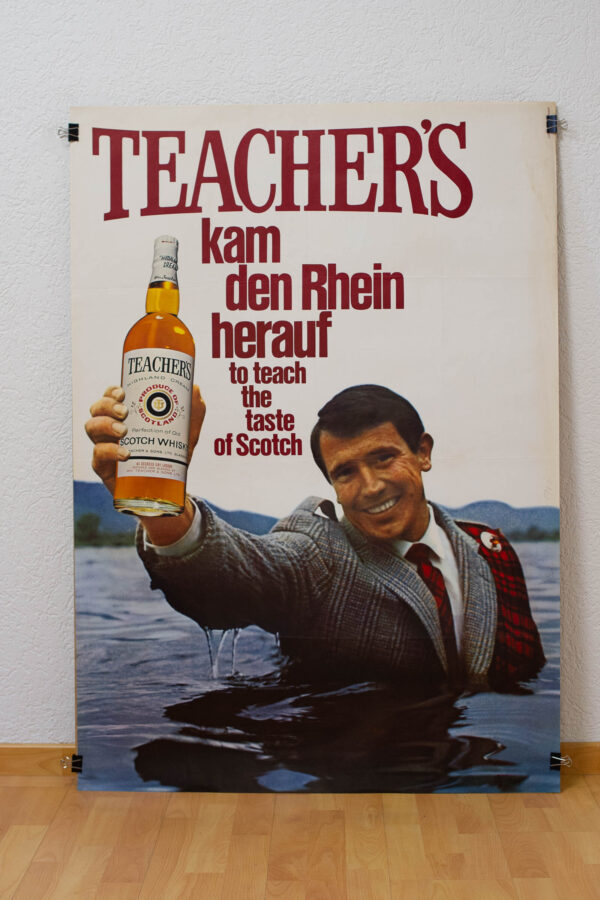 TEACHER'S
kam
den Rhein
herauf
to teach
the
taste
of Scotch
TEACHER'S
HIGHLAND CREAM
PRODUCE OF
SCOTLAND
Perfection of Old
SCOTCH WHISKY